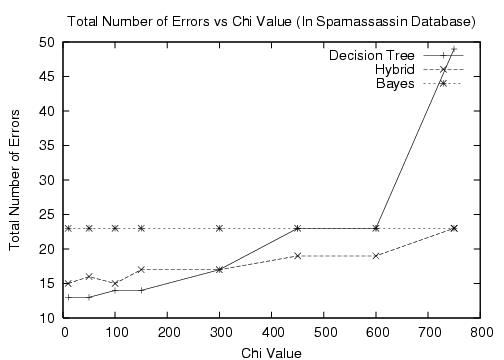 Total Number of Errors vs Chi Value (In Spamassassin Database)
50
45
40
35
30
25
20
15
10
Total Number of Errors
Decision Tree
Hybrid
Bayes
0 100 200 300 400 500 600 700 800
Chi Value